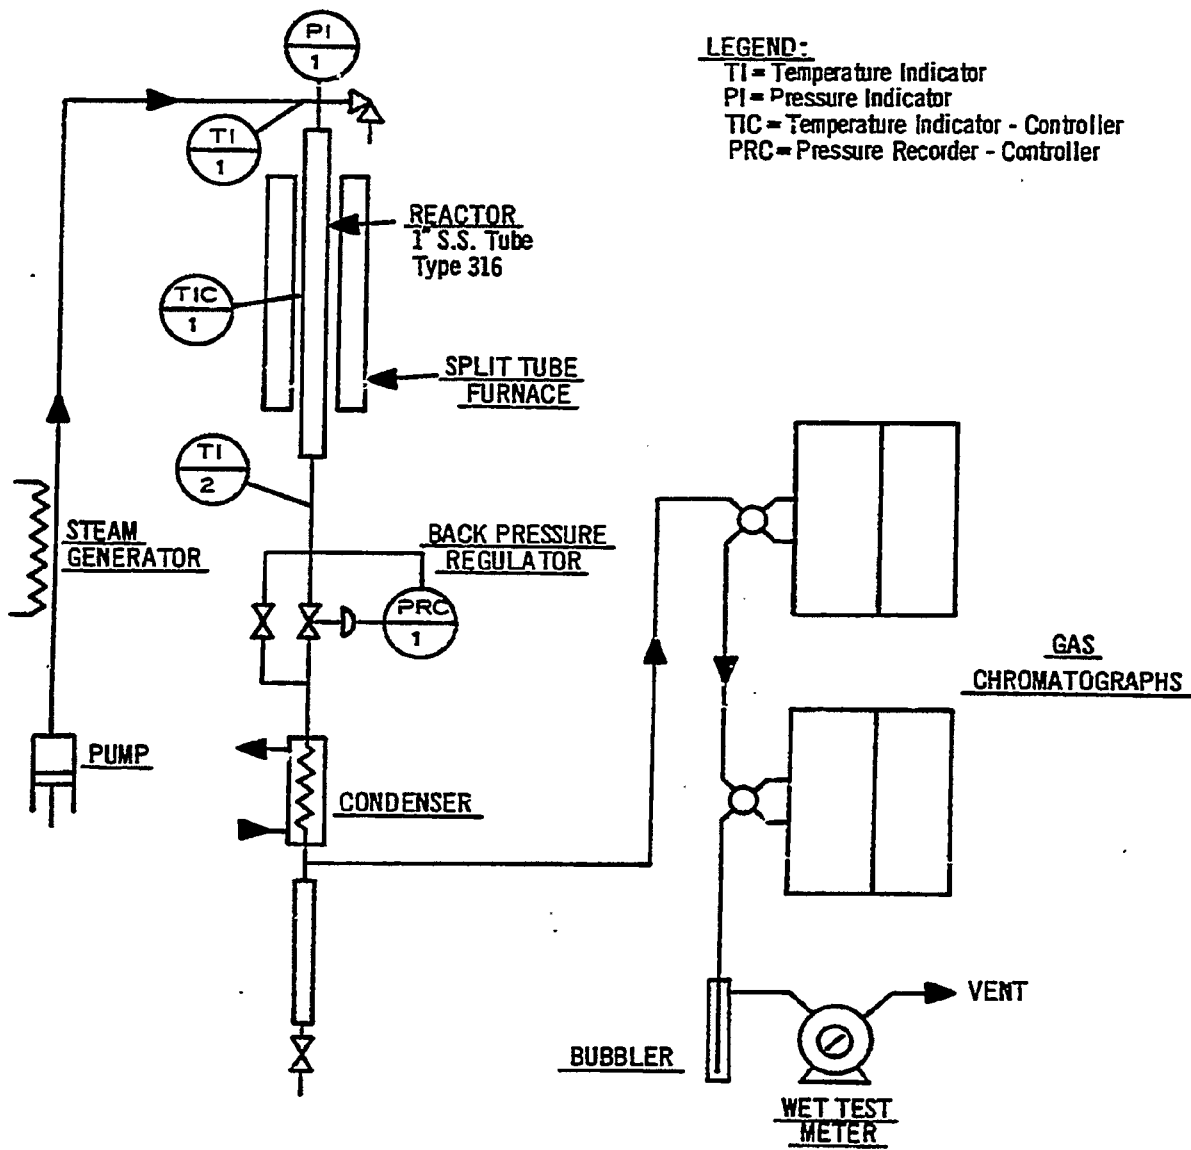 PI
1
LEGEND:
TI = Temperature Indicator
PI = Pressure Indicator
TIC = Temperature Indicator - Controller
PRC = Pressure Recorder - Controller
TI
1
REACTOR
1" S.S. Tube
Type 316
TIC
1
SPLIT TUBE
FURNACE
TI
2
STEAM
GENERATOR
BACK PRESSURE
REGULATOR
PRC
1
GAS
CHROMATOGRAPHS
PUMP
CONDENSER
VENT
BUBBLER
WET TEST
METER